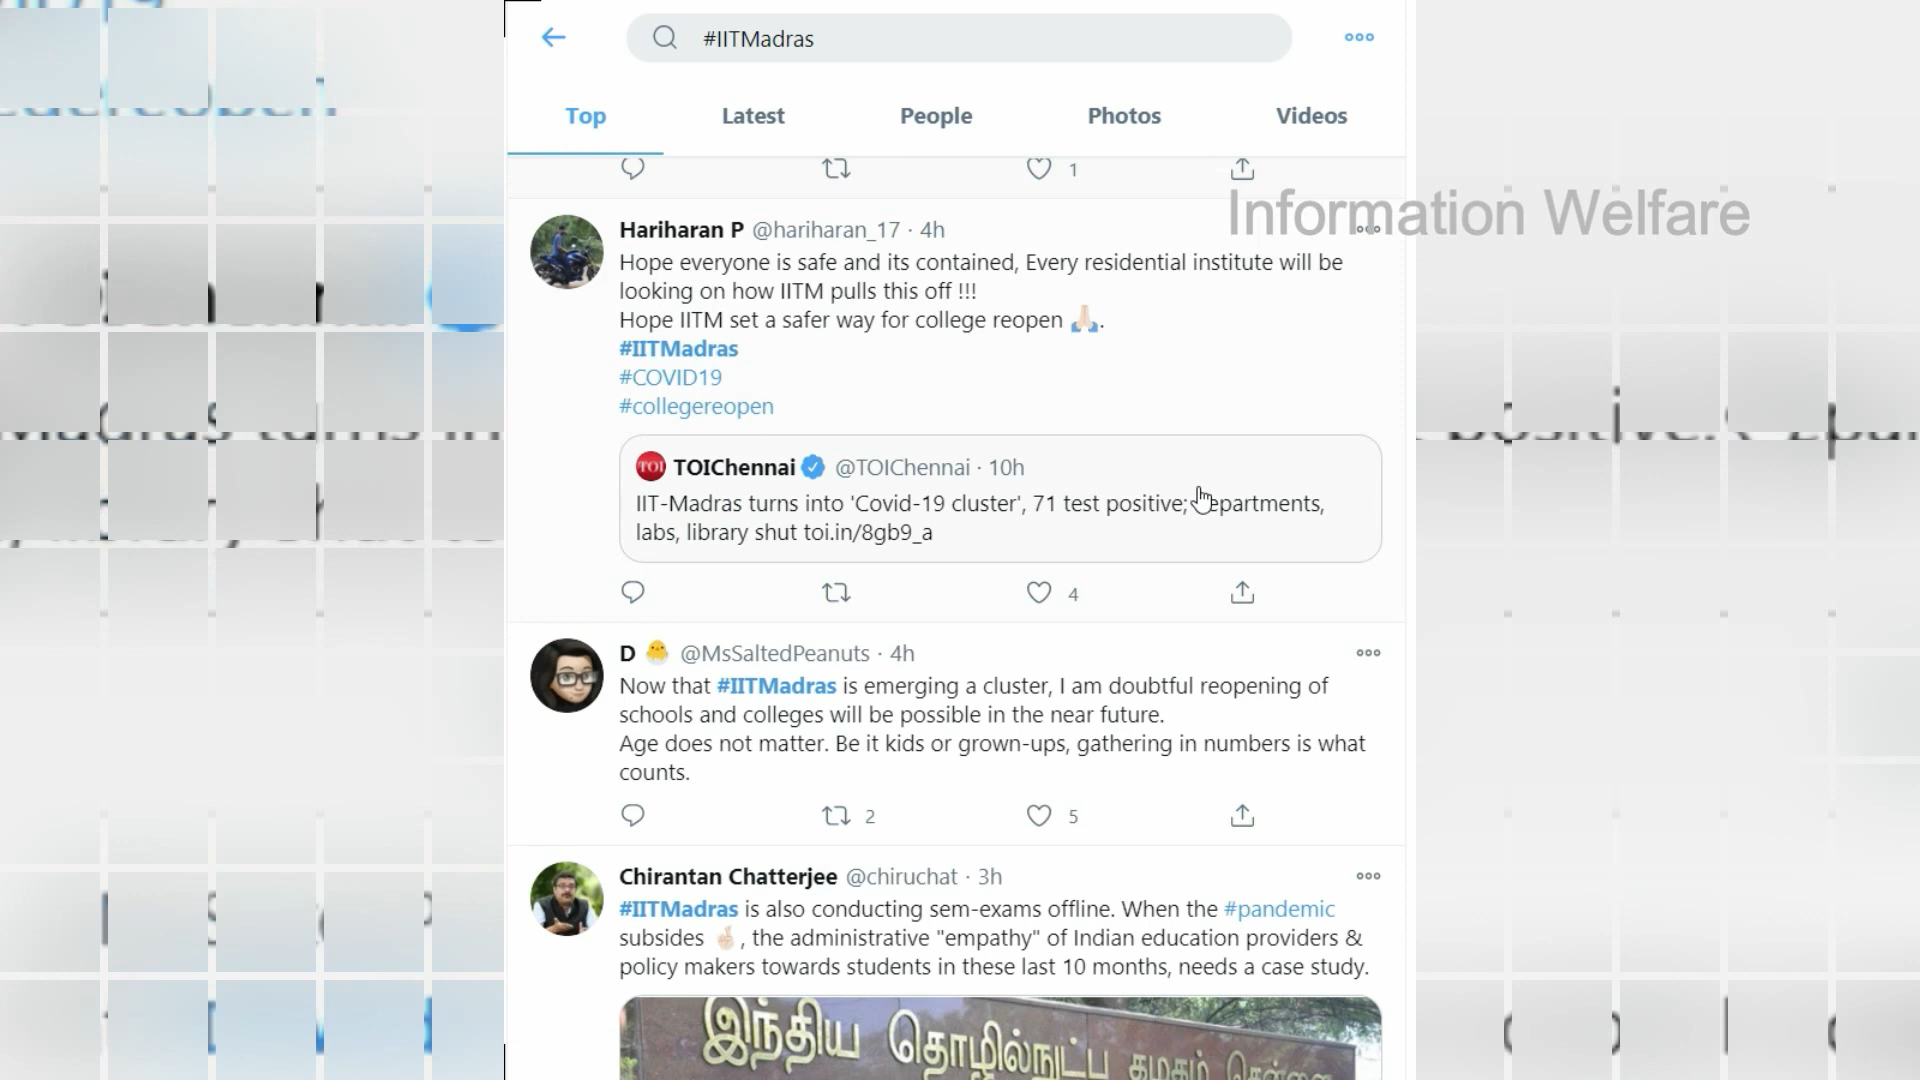 #IITMadras
Top Latest People Photos Videos
1
Information Welfare
Hariharan P @hariharan_17 · 4h
Hope everyone is safe and its contained, Every residential institute will be
looking on how IITM pulls this off !!!
Hope IITM set a safer way for college reopen 🙏🏻.
#IITMadras
#COVID19
#collegereopen
TOI TOIChennai @TOIChennai · 10h
IIT-Madras turns into 'Covid-19 cluster', 71 test positive; departments,
labs, library shut toi.in/8gb9_a
4
D 🐣 @MsSaltedPeanuts · 4h
Now that #IITMadras is emerging a cluster, I am doubtful reopening of
schools and colleges will be possible in the near future.
Age does not matter. Be it kids or grown-ups, gathering in numbers is what
counts.
2 5
Chirantan Chatterjee @chiruchat · 3h
#IITMadras is also conducting sem-exams offline. When the #pandemic
subsides 🤞🏻, the administrative "empathy" of Indian education providers &
policy makers towards students in these last 10 months, needs a case study.
இந்திய தொழில்நுட்ப கழகம் சென்னை